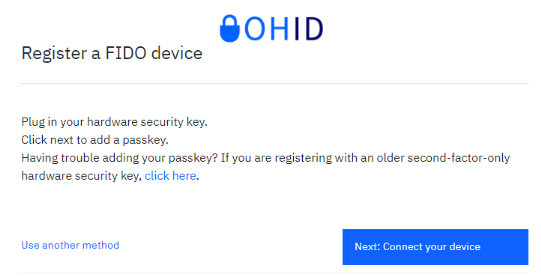 OHID
Register a FIDO device
Plug in your hardware security key.
Click next to add a passkey.
Having trouble adding your passkey? If you are registering with an older second-factor-only
hardware security key, click here.
Use another method
Next: Connect your device